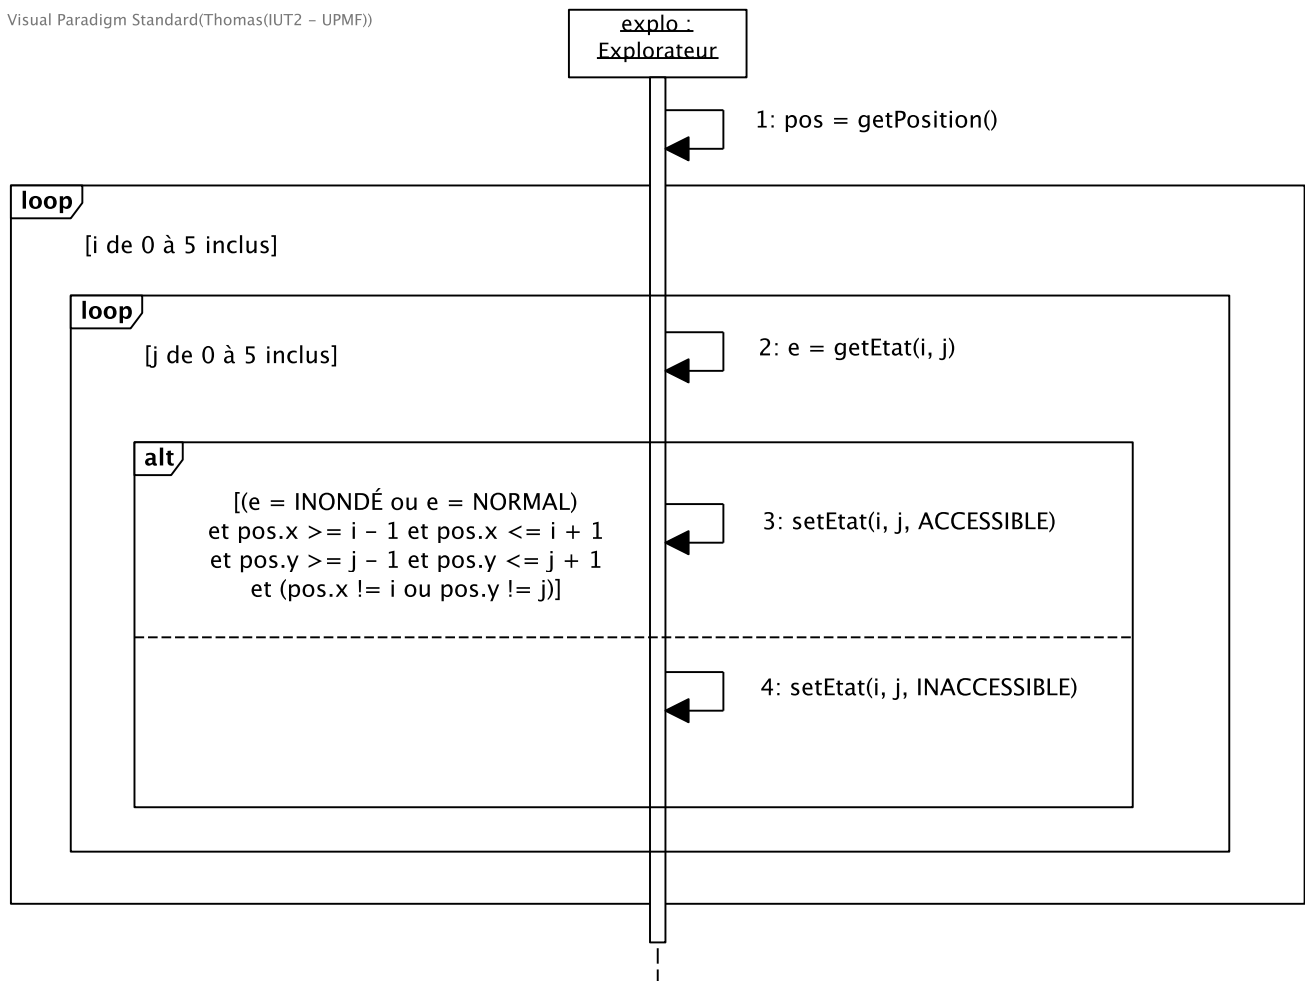 Visual Paradigm Standard(Thomas(IUT2 - UPMF))
explo :
Explorateur
1: pos = getPosition()
loop
[i de 0 à 5 inclus]
loop
[j de 0 à 5 inclus]
2: e = getEtat(i, j)
alt
[(e = INONDÉ ou e = NORMAL)
et pos.x >= i - 1 et pos.x <= i + 1
et pos.y >= j - 1 et pos.y <= j + 1
et (pos.x != i ou pos.y != j)]
3: setEtat(i, j, ACCESSIBLE)
4: setEtat(i, j, INACCESSIBLE)